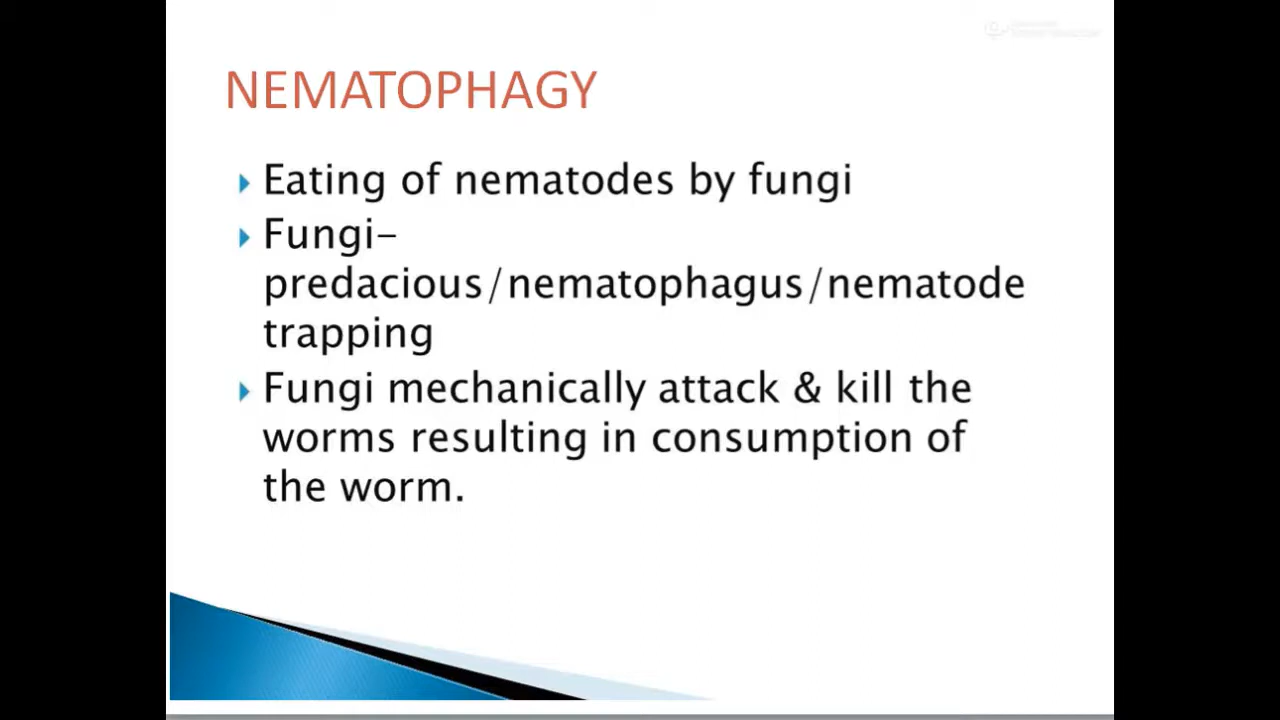 NEMATOPHAGY
Eating of nematodes by fungi
Fungi-
predacious/nematophagus/nematode
trapping
Fungi mechanically attack & kill the
worms resulting in consumption of
the worm.